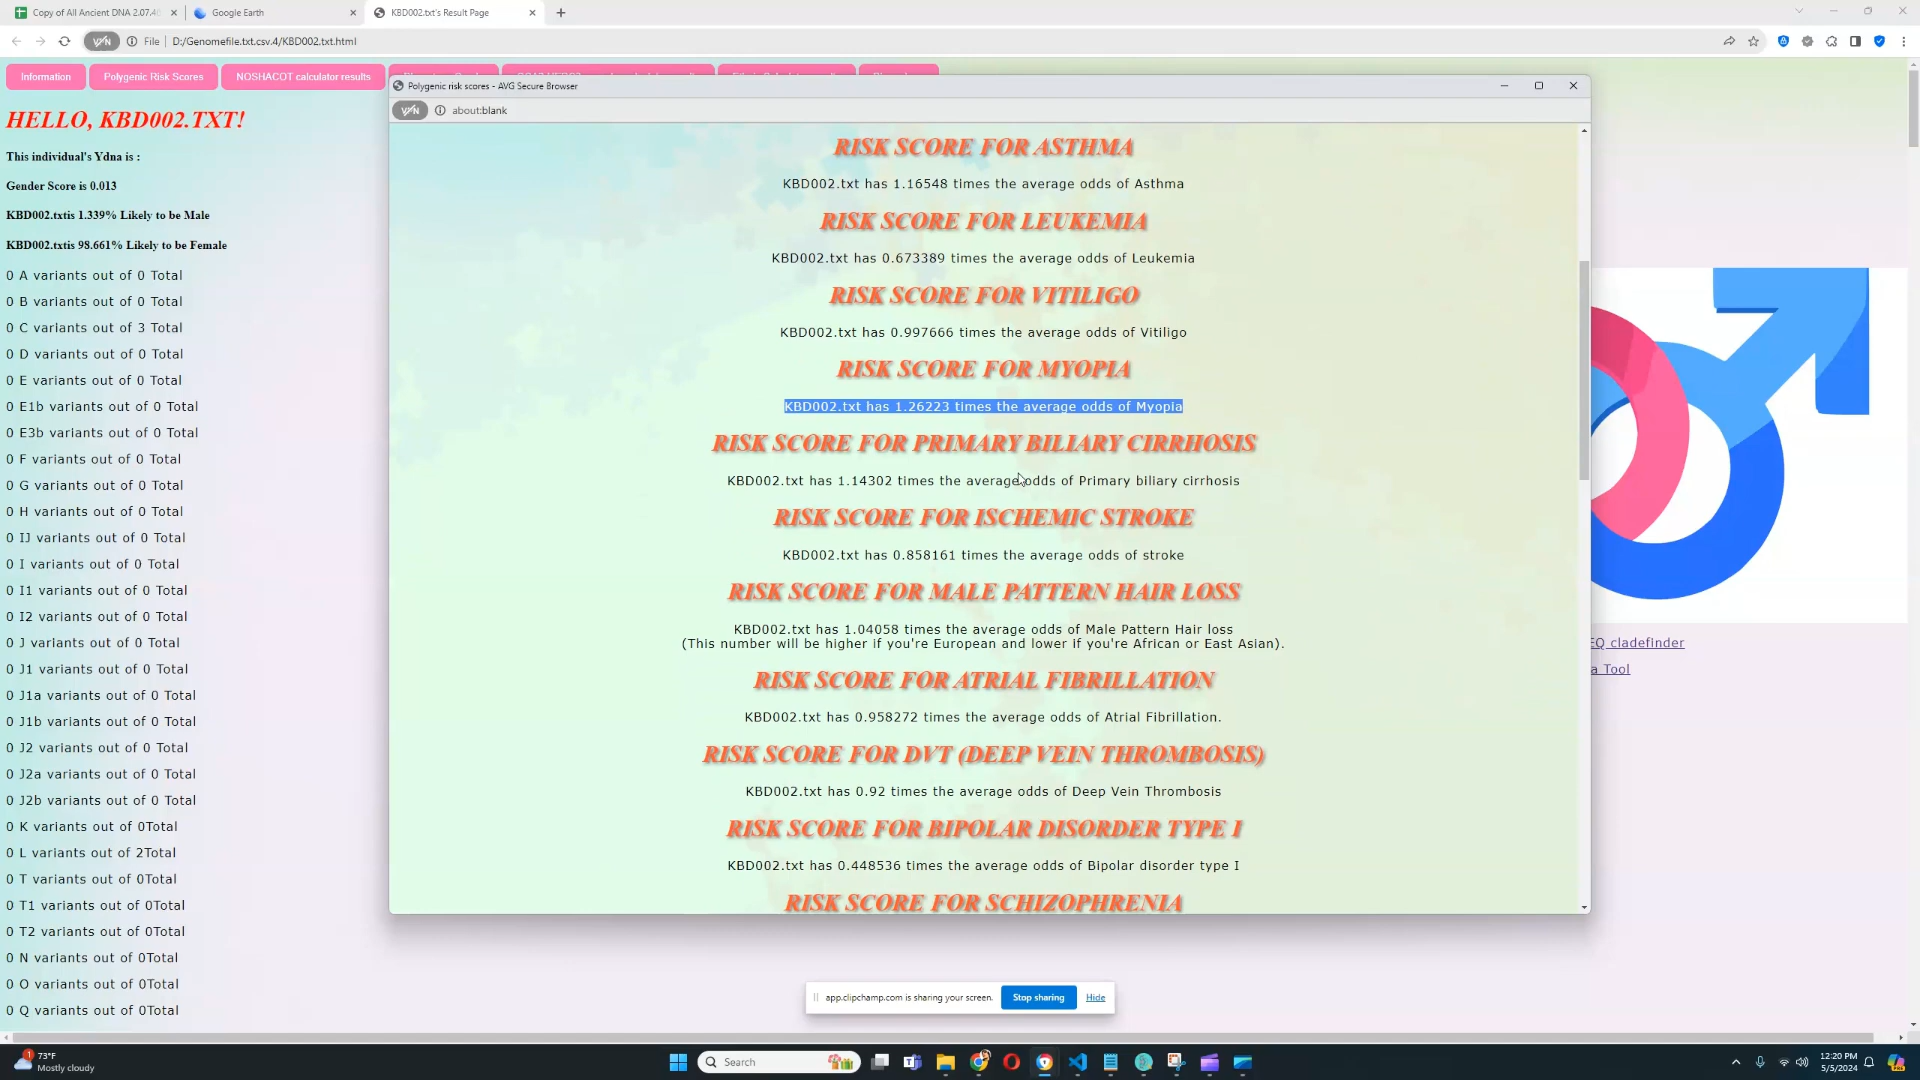 Copy of All Ancient DNA 2.07.4
Google Earth
KBD002.txt's Result Page
VPN
File
D:/Genomefile.txt.csv.4/KBD002.txt.html
Information
Polygenic Risk Scores
NOSHACOT calculator results
HELLO, KBD002.TXT!
This individual's Ydna is :
Gender Score is 0.013
KBD002.txtis 1.339% Likely to be Male
KBD002.txtis 98.661% Likely to be Female
0 A variants out of 0 Total
0 B variants out of 0 Total
0 C variants out of 3 Total
0 D variants out of 0 Total
0 E variants out of 0 Total
0 E1b variants out of 0 Total
0 E3b variants out of 0 Total
0 F variants out of 0 Total
0 G variants out of 0 Total
0 H variants out of 0 Total
0 IJ variants out of 0 Total
0 I variants out of 0 Total
0 I1 variants out of 0 Total
0 I2 variants out of 0 Total
0 J variants out of 0 Total
0 J1 variants out of 0 Total
0 J1a variants out of 0 Total
0 J1b variants out of 0 Total
0 J2 variants out of 0 Total
0 J2a variants out of 0 Total
0 J2b variants out of 0 Total
0 K variants out of 0Total
0 L variants out of 2Total
0 T variants out of 0Total
0 T1 variants out of 0Total
0 T2 variants out of 0Total
0 N variants out of 0Total
0 O variants out of 0Total
0 Q variants out of 0Total
Polygenic risk scores - AVG Secure Browser
VPN
about:blank
RISK SCORE FOR ASTHMA
KBD002.txt has 1.16548 times the average odds of Asthma
RISK SCORE FOR LEUKEMIA
KBD002.txt has 0.673389 times the average odds of Leukemia
RISK SCORE FOR VITILIGO
KBD002.txt has 0.997666 times the average odds of Vitiligo
RISK SCORE FOR MYOPIA
KBD002.txt has 1.26223 times the average odds of Myopia
RISK SCORE FOR PRIMARY BILIARY CIRRHOSIS
KBD002.txt has 1.14302 times the average odds of Primary biliary cirrhosis
RISK SCORE FOR ISCHEMIC STROKE
KBD002.txt has 0.858161 times the average odds of stroke
RISK SCORE FOR MALE PATTERN HAIR LOSS
KBD002.txt has 1.04058 times the average odds of Male Pattern Hair loss
(This number will be higher if you're European and lower if you're African or East Asian).
RISK SCORE FOR ATRIAL FIBRILLATION
KBD002.txt has 0.958272 times the average odds of Atrial Fibrillation.
RISK SCORE FOR DVT (DEEP VEIN THROMBOSIS)
KBD002.txt has 0.92 times the average odds of Deep Vein Thrombosis
RISK SCORE FOR BIPOLAR DISORDER TYPE I
KBD002.txt has 0.448536 times the average odds of Bipolar disorder type I
RISK SCORE FOR SCHIZOPHRENIA
EQ cladefinder
a Tool
app.clipchamp.com is sharing your screen.
Stop sharing
Hide
1
73°F
Mostly cloudy
Search
12:20 PM
5/5/2024